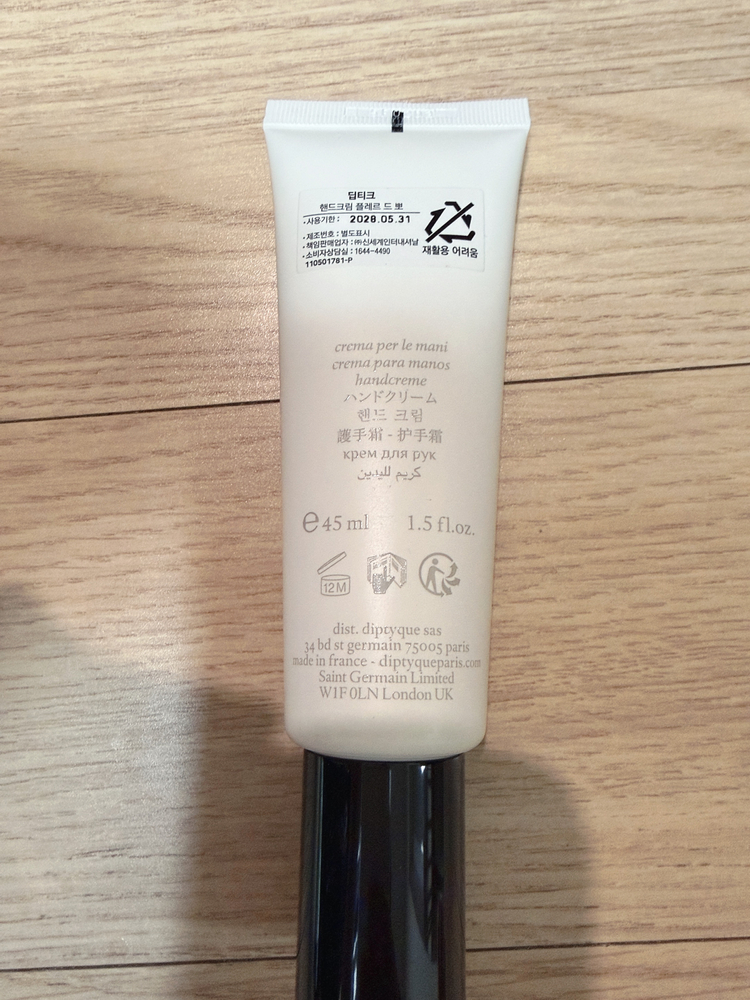 딥티크
핸드크림 플레르 드 뽀
·사용기한 : 2028.05.31
·제조번호 : 별도표시
·책임판매업자 : ㈜신세계인터내셔날
·소비자상담실 : 1644-4490
110501781-P
재활용 어려움
crema per le mani
crema para manos
handcreme
ハンドクリーム
핸드 크림
護手霜 - 护手霜
крем для рук
كريم لليدين
e 45 ml 1.5 fl.oz.
12M
dist. diptyque sas
34 bd st germain 75005 paris
made in france - diptyqueparis.com
Saint Germain Limited
W1F 0LN London UK